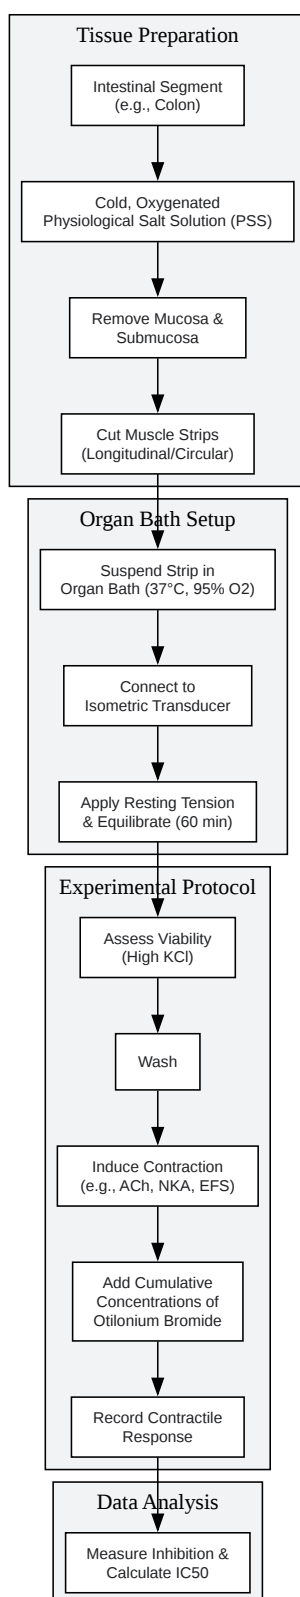 Tissue Preparation
Intestinal Segment
(e.g., Colon)
Cold, Oxygenated
Physiological Salt Solution (PSS)
Remove Mucosa &
Submucosa
Cut Muscle Strips
(Longitudinal/Circular)
Organ Bath Setup
Suspend Strip in
Organ Bath (37°C, 95% O2)
Connect to
Isometric Transducer
Apply Resting Tension
& Equilibrate (60 min)
Experimental Protocol
Assess Viability
(High KCl)
Wash
Induce Contraction
(e.g., ACh, NKA, EFS)
Add Cumulative
Concentrations of
Otilonium Bromide
Record Contractile
Response
Data Analysis
Measure Inhibition &
Calculate IC50